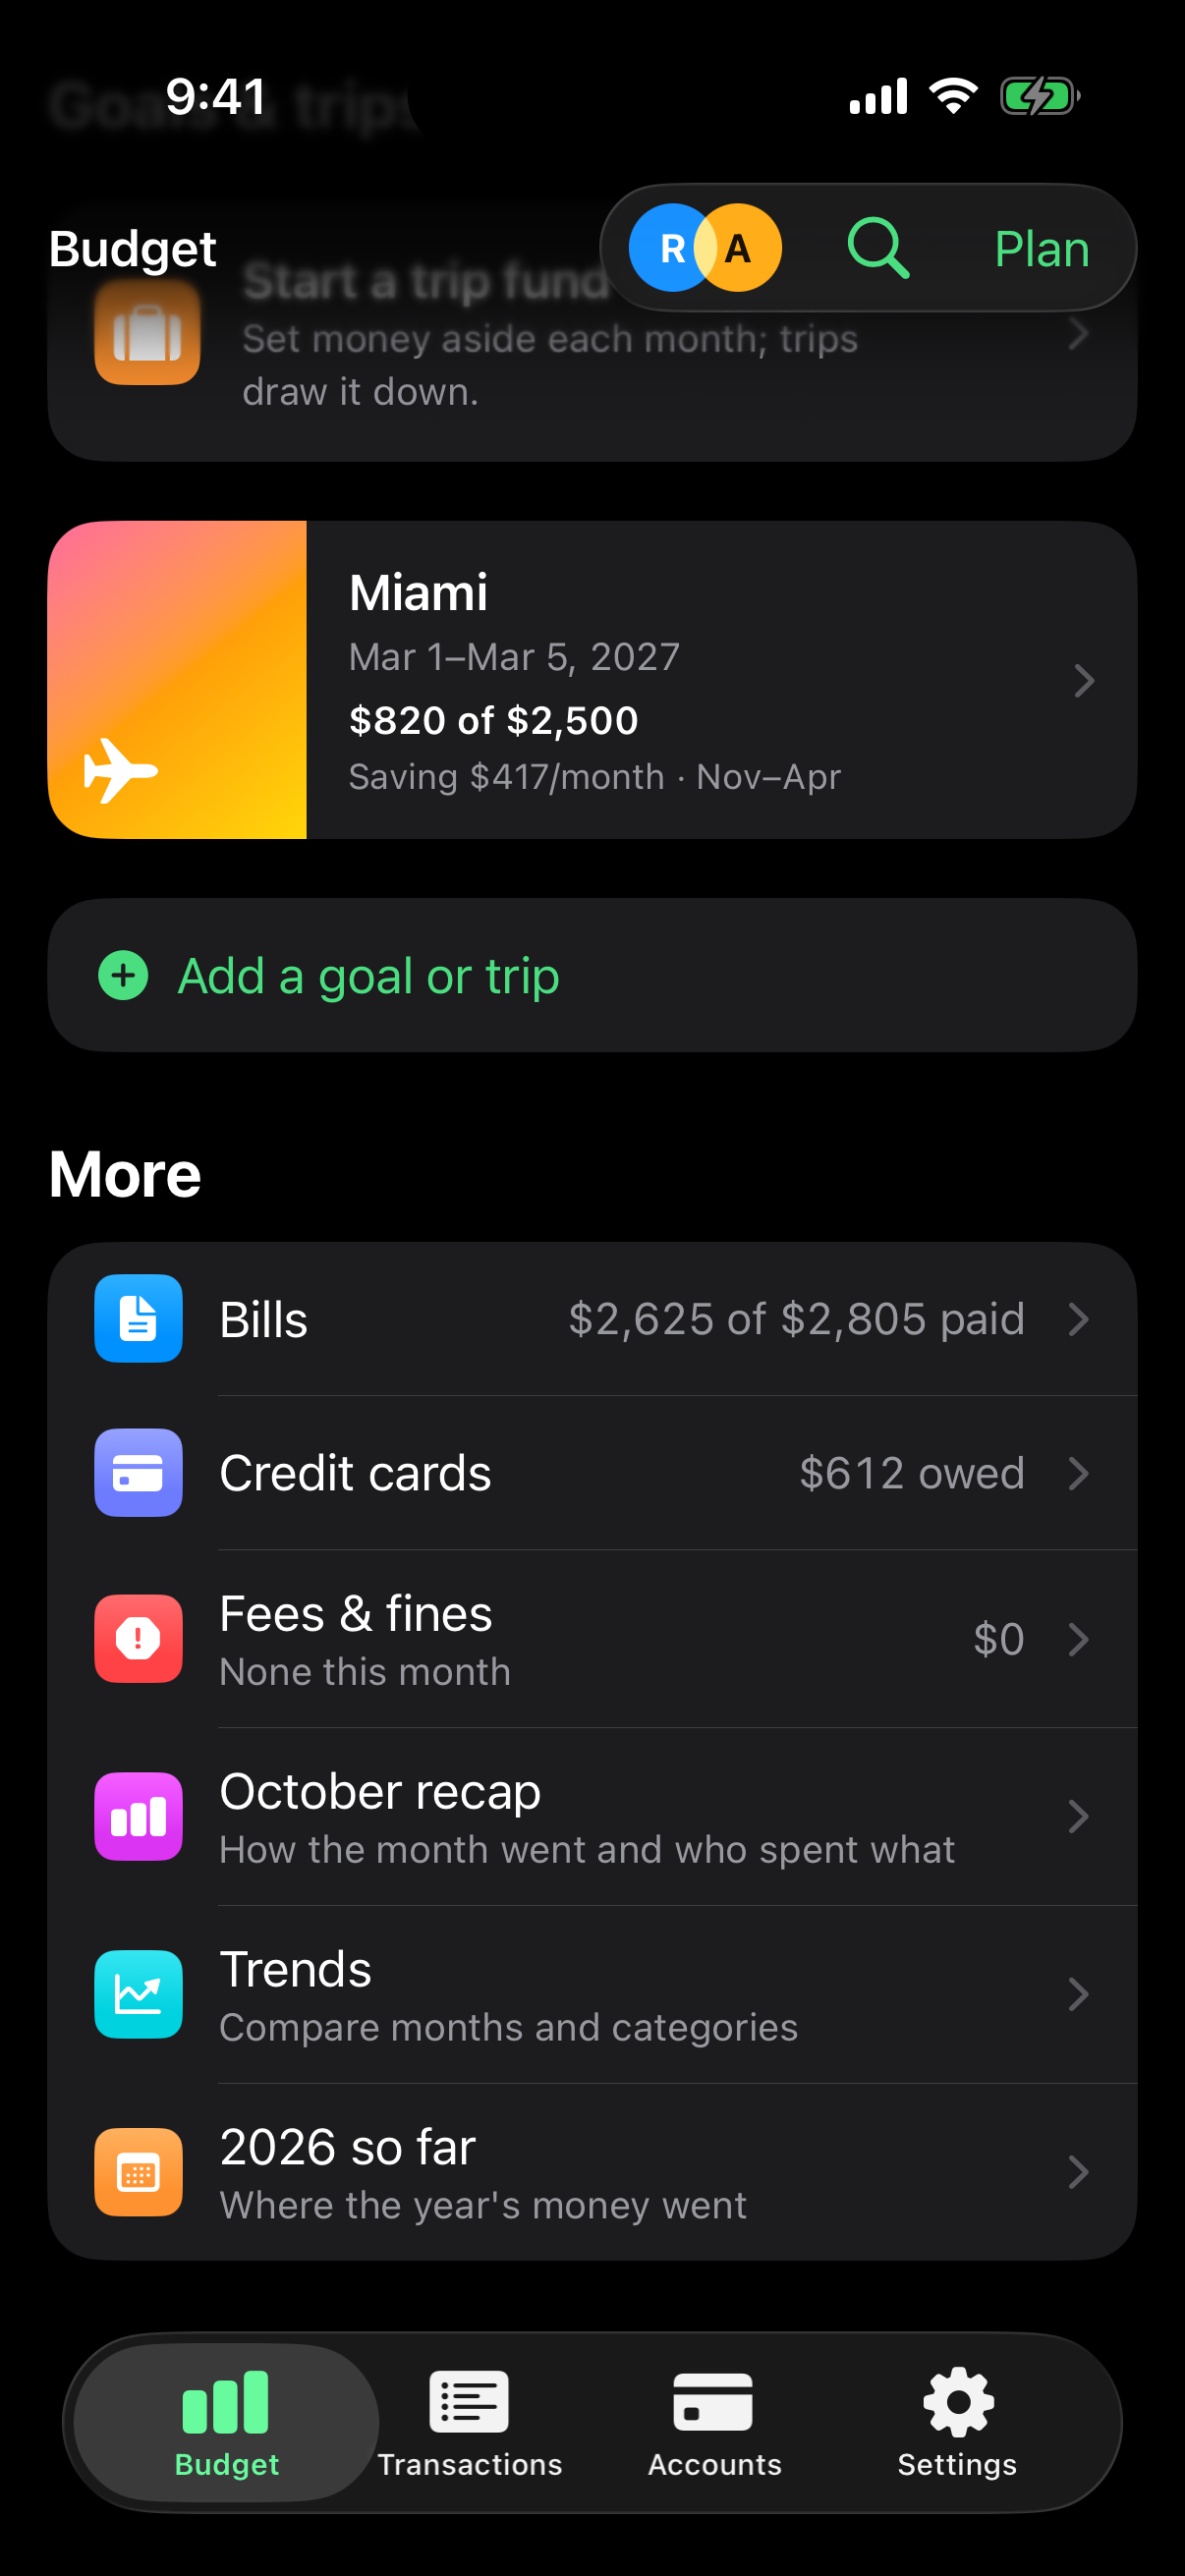 Goals & trips
9:41
Budget
R A
Plan
Start a trip fund
Set money aside each month; trips
draw it down.
Miami
Mar 1–Mar 5, 2027
$820 of $2,500
Saving $417/month · Nov–Apr
Add a goal or trip
More
Bills
$2,625 of $2,805 paid
Credit cards
$612 owed
Fees & fines
None this month
$0
October recap
How the month went and who spent what
Trends
Compare months and categories
2026 so far
Where the year's money went
Budget
Transactions
Accounts
Settings